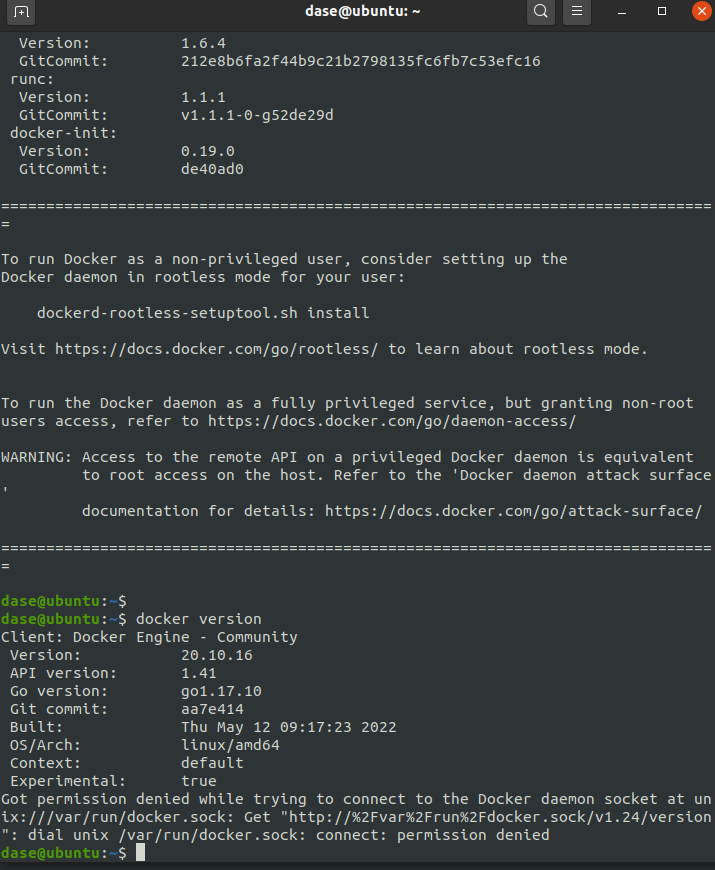 dase@ubuntu: ~
  Version:          1.6.4
  GitCommit:        212e8b6fa2f44b9c21b2798135fc6fb7c53efc16
 runc:
  Version:          1.1.1
  GitCommit:        v1.1.1-0-g52de29d
 docker-init:
  Version:          0.19.0
  GitCommit:        de40ad0
===============================================================================
=
To run Docker as a non-privileged user, consider setting up the
Docker daemon in rootless mode for your user:
    dockerd-rootless-setuptool.sh install
Visit https://docs.docker.com/go/rootless/ to learn about rootless mode.
To run the Docker daemon as a fully privileged service, but granting non-root
users access, refer to https://docs.docker.com/go/daemon-access/
WARNING: Access to the remote API on a privileged Docker daemon is equivalent
         to root access on the host. Refer to the 'Docker daemon attack surface
'
         documentation for details: https://docs.docker.com/go/attack-surface/
===============================================================================
=
dase@ubuntu:~$
dase@ubuntu:~$ docker version
Client: Docker Engine - Community
 Version:           20.10.16
 API version:       1.41
 Go version:        go1.17.10
 Git commit:        aa7e414
 Built:             Thu May 12 09:17:23 2022
 OS/Arch:           linux/amd64
 Context:           default
 Experimental:      true
Got permission denied while trying to connect to the Docker daemon socket at un
ix:///var/run/docker.sock: Get "http://%2Fvar%2Frun%2Fdocker.sock/v1.24/version
": dial unix /var/run/docker.sock: connect: permission denied
dase@ubuntu:~$